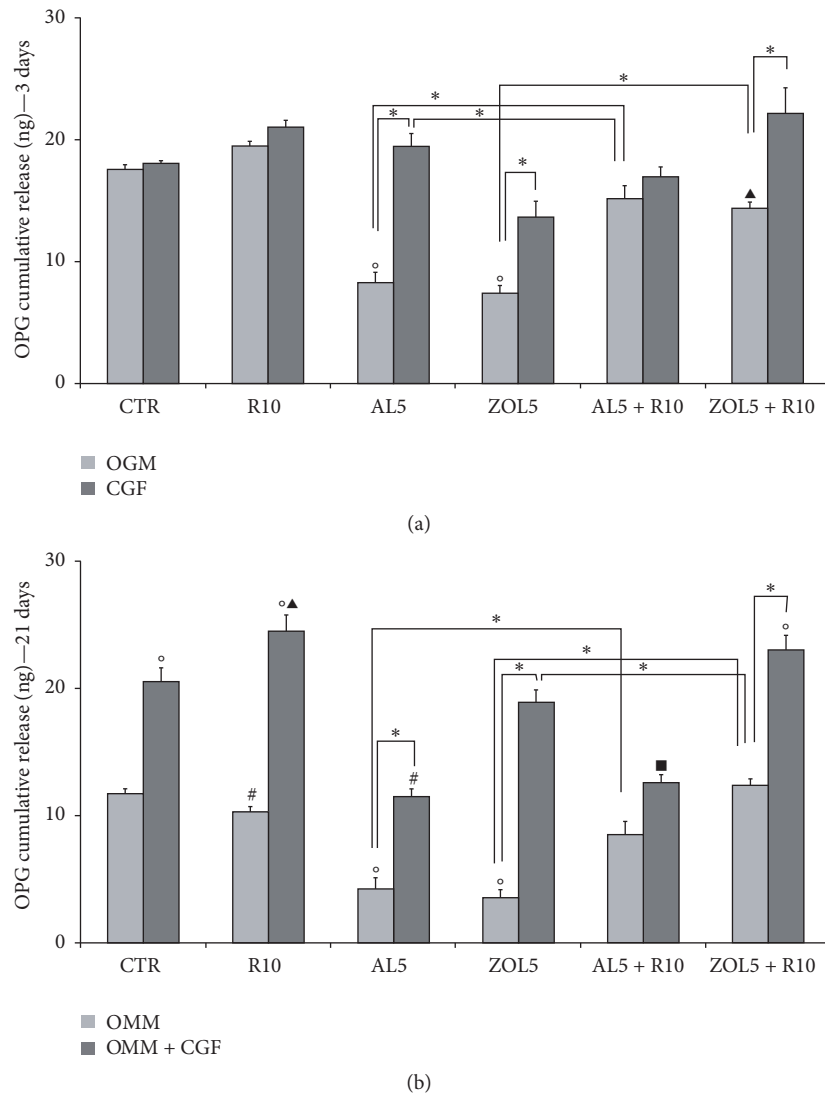 OPG cumulative release (ng)—3 days
30
20
10
0
* * * * * *
° ° ▲
CTR R10 AL5 ZOL5 AL5 + R10 ZOL5 + R10
OGM
CGF
(a)
OPG cumulative release (ng)—21 days
30
20
10
0
* * * * * *
° # °▲ ° # ° ■ °
CTR R10 AL5 ZOL5 AL5 + R10 ZOL5 + R10
OMM
OMM + CGF
(b)